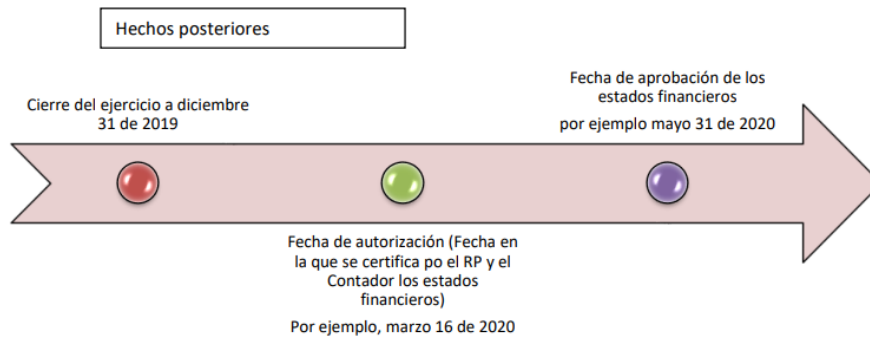 Hechos posteriores
Cierre del ejercicio a diciembre
31 de 2019
Fecha de aprobación de los
estados financieros
por ejemplo mayo 31 de 2020
Fecha de autorización (Fecha en
la que se certifica po el RP y el
Contador los estados
financieros)
Por ejemplo, marzo 16 de 2020